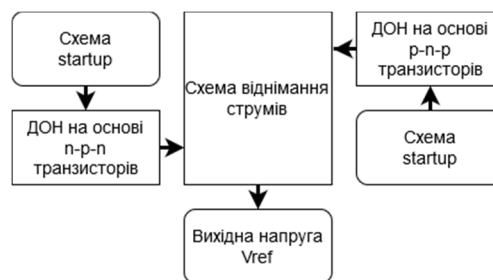 Схема
startup
ДОН на основі
n-p-n
транзисторів
Схема віднімання
струмів
ДОН на основі
p-n-p
транзисторів
Схема
startup
Вихідна напруга
Vref